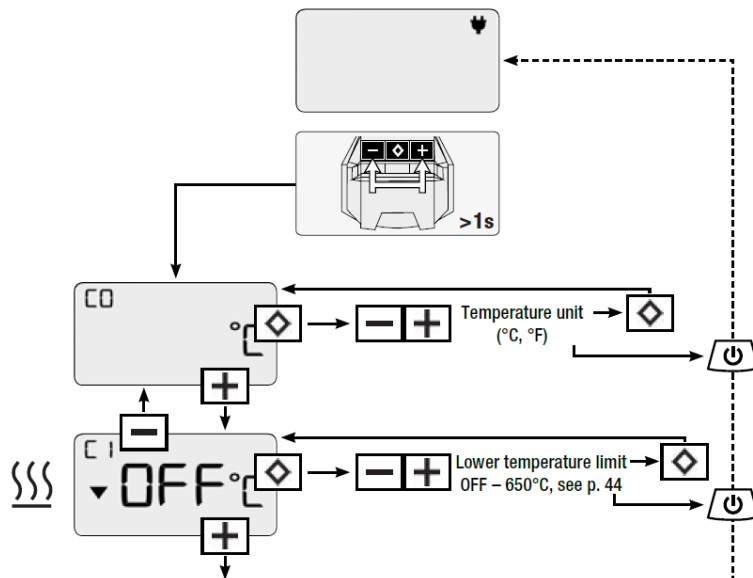 >1s
C0
°C
Temperature unit
(°C, °F)
C1
OFF°C
Lower temperature limit
OFF – 650°C, see p. 44